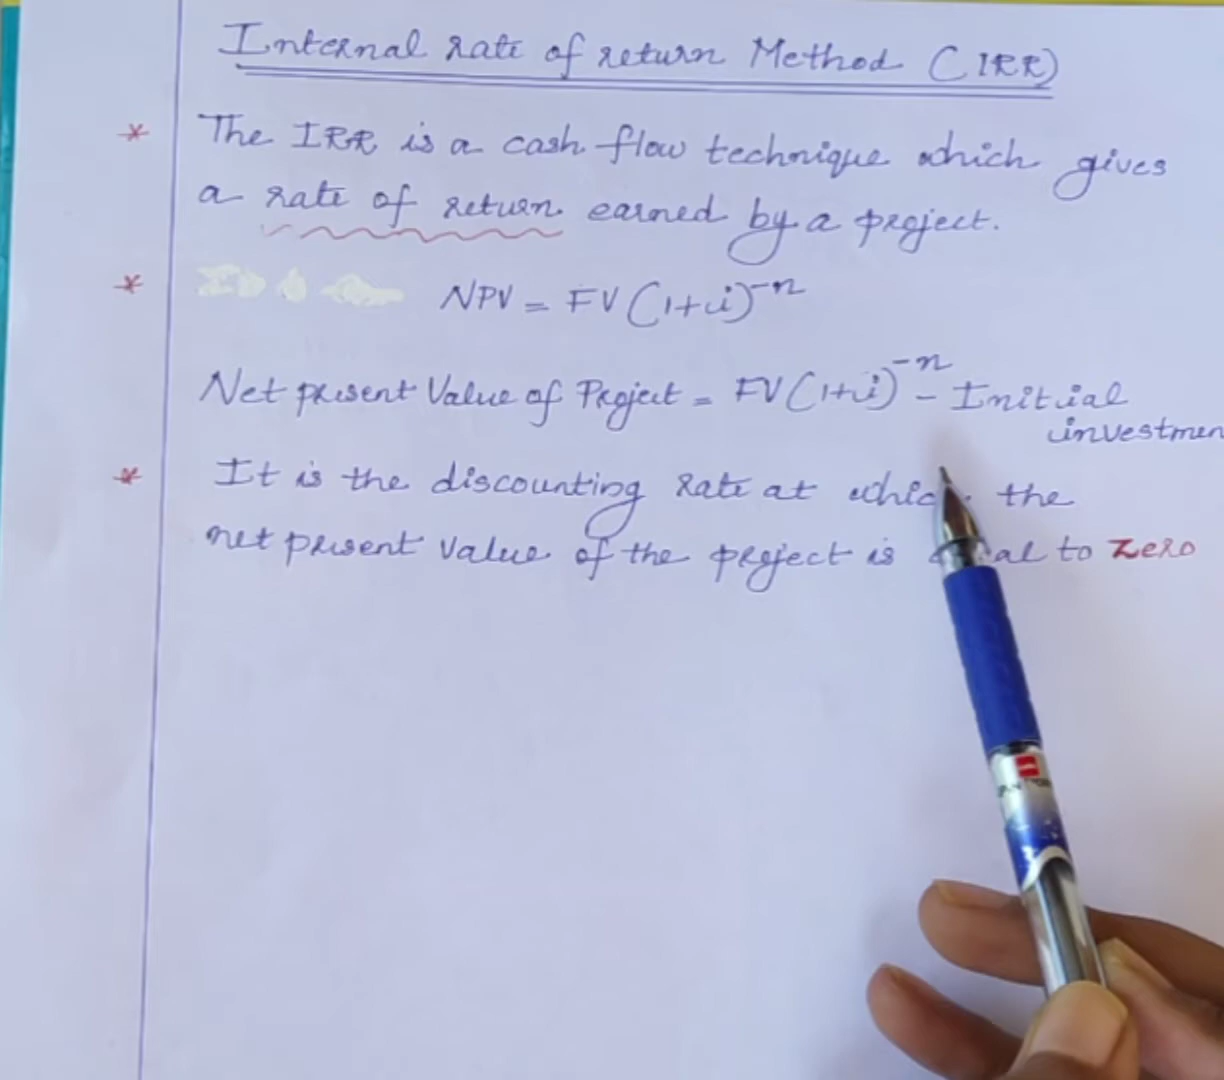 Internal rate of return Method (IRR)
* The IRR is a cash flow technique which gives
a rate of return earned by a project.
* NPV = FV(1+i)⁻ⁿ
Net present Value of Project = FV(1+i)⁻ⁿ - Initial
investmen
* It is the discounting rate at which the
net present value of the project is equal to Zero